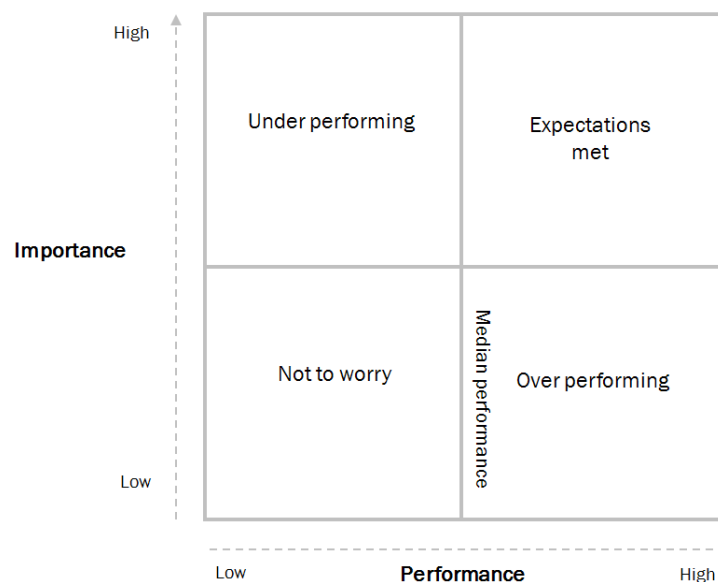 High
Under performing
Expectations
met
Importance
Not to worry
Median performance
Over performing
Low
Low
Performance
High